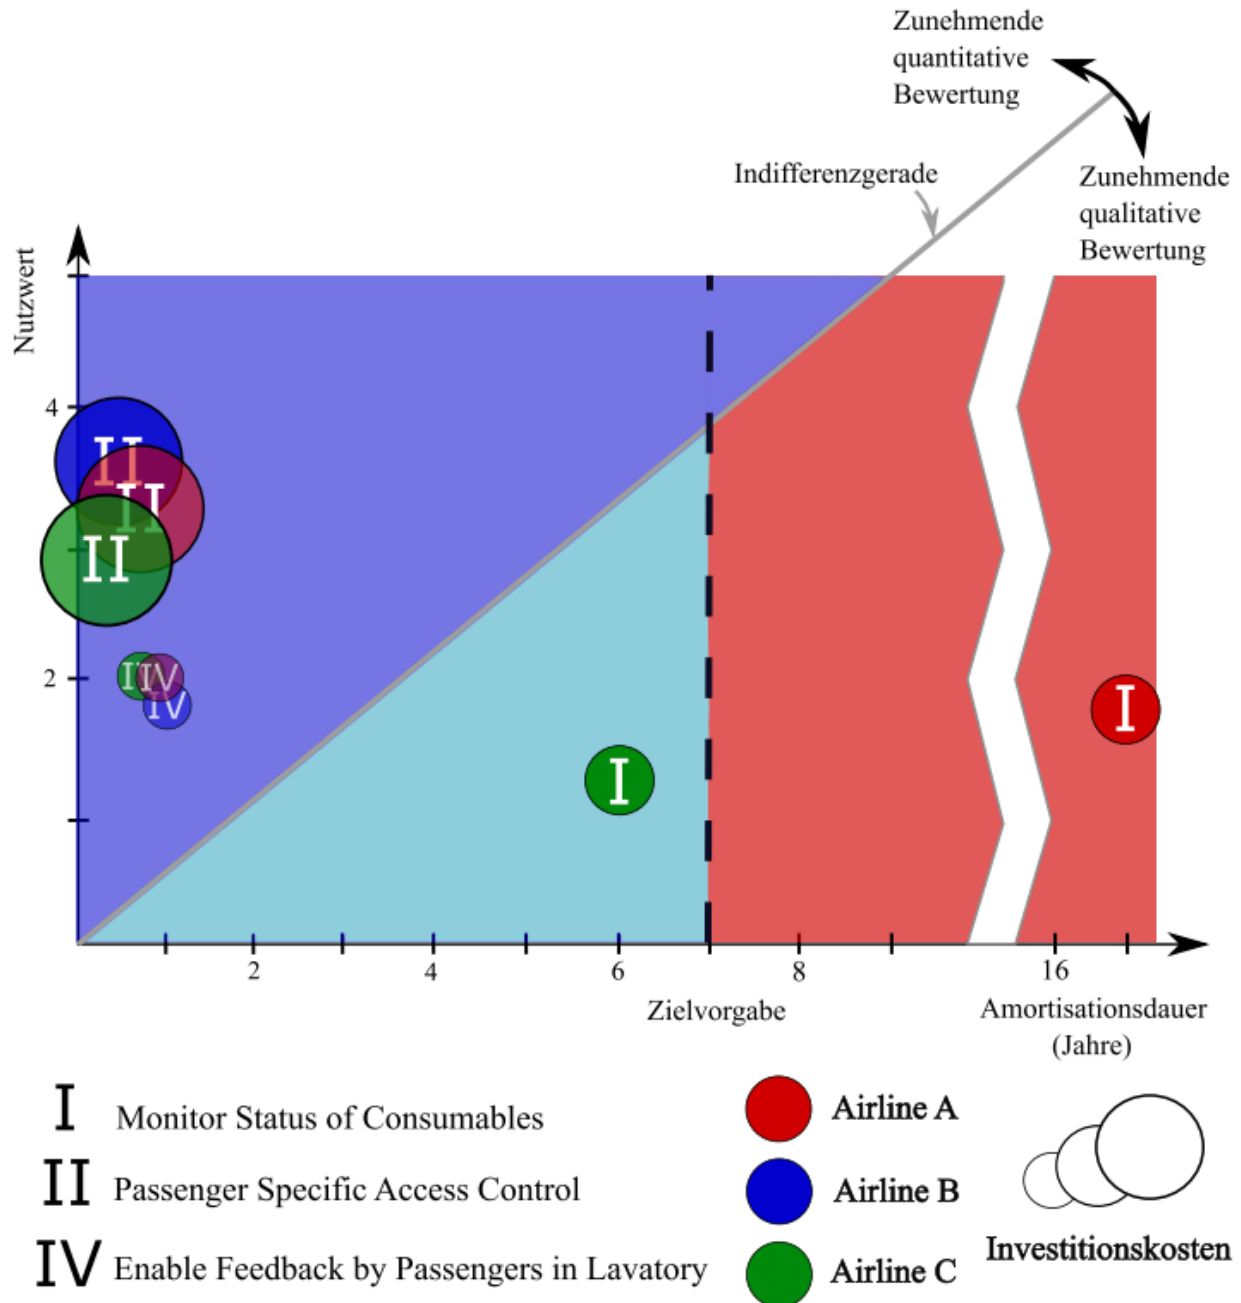 Zunehmende
quantitative
Bewertung
Indifferenzgerade
Zunehmende
qualitative
Bewertung
Nutzwert
4
II
II
II
2
IV
IV
I
I
2
4
6
8
16
Zielvorgabe
Amortisationsdauer
(Jahre)
I Monitor Status of Consumables
II Passenger Specific Access Control
IV Enable Feedback by Passengers in Lavatory
Airline A
Airline B
Airline C
Investitionskosten